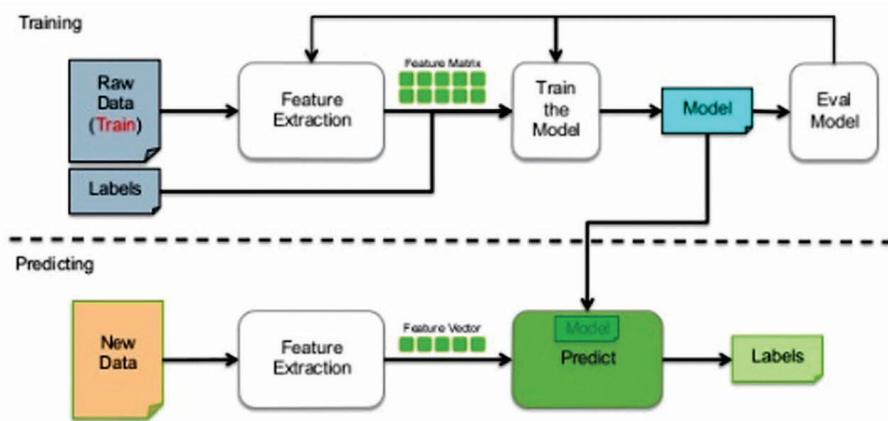 Training
Raw
Data
(Train)
Feature
Extraction
Feature Matrix
Train
the
Model
Model
Eval
Model
Labels
Predicting
New
Data
Feature
Extraction
Feature Vector
Model
Predict
Labels